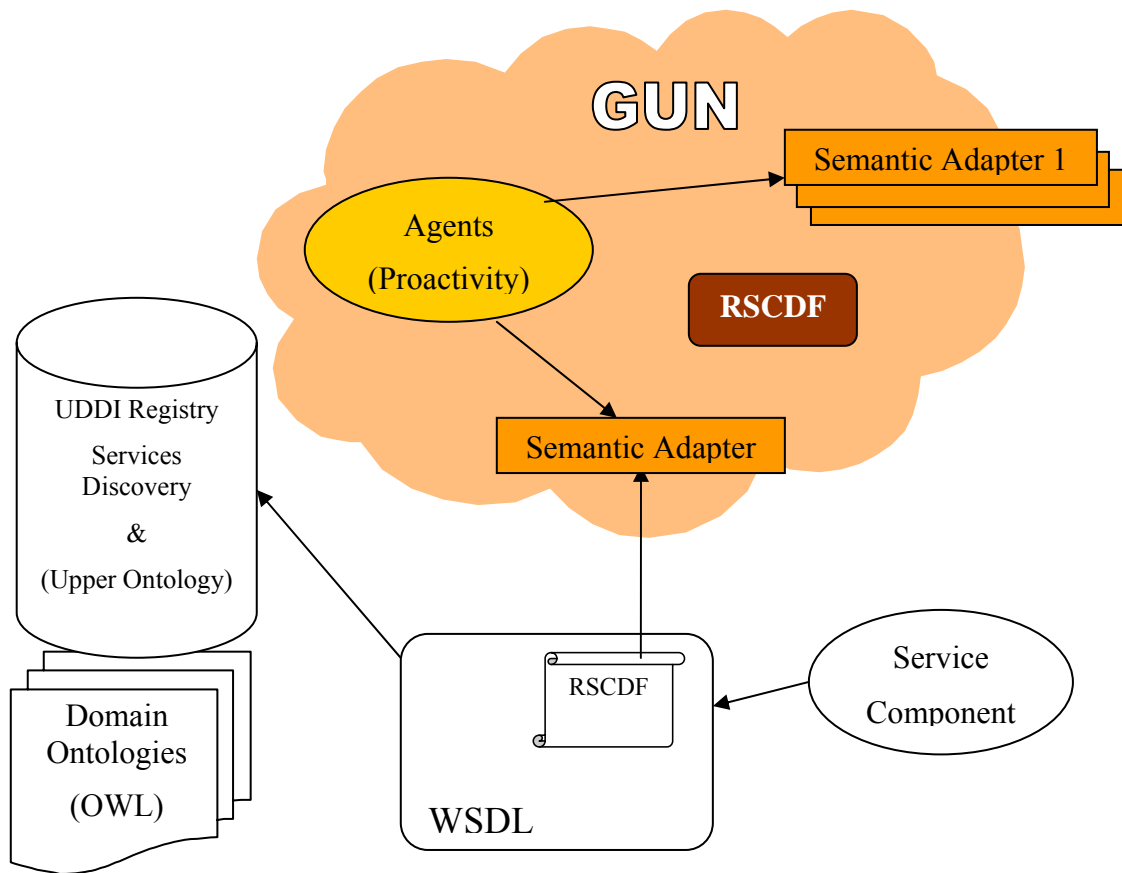 GUN
Semantic Adapter 1
Agents
(Proactivity)
RSCDF
UDDI Registry
Services
Discovery
&
(Upper Ontology)
Semantic Adapter
RSCDF
Service
Component
Domain
Ontologies
(OWL)
WSDL